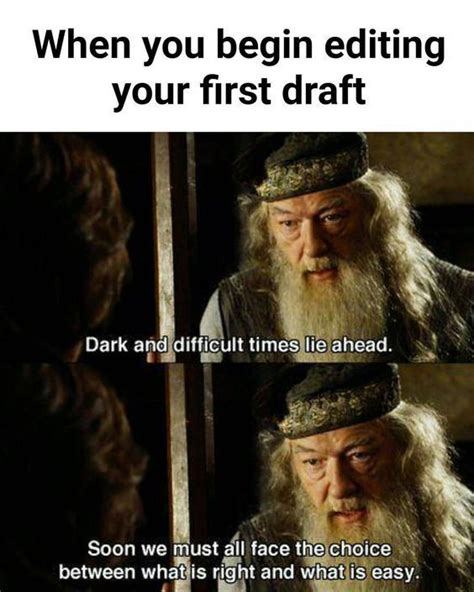 When you begin editing
your first draft
Dark and difficult times lie ahead.
Soon we must all face the choice
between what is right and what is easy.